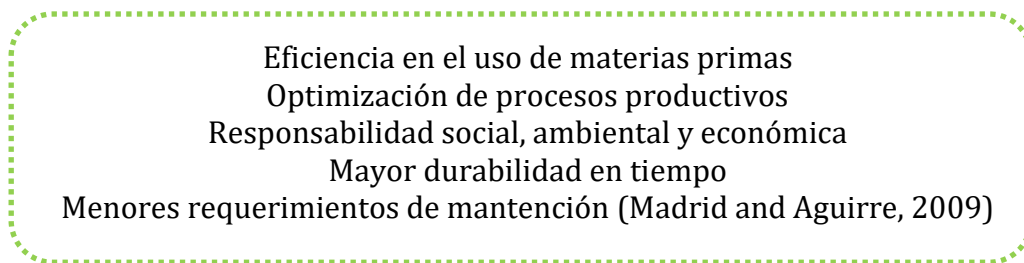 Eficiencia en el uso de materias primas
Optimización de procesos productivos
Responsabilidad social, ambiental y económica
Mayor durabilidad en tiempo
Menores requerimientos de mantención (Madrid and Aguirre, 2009)